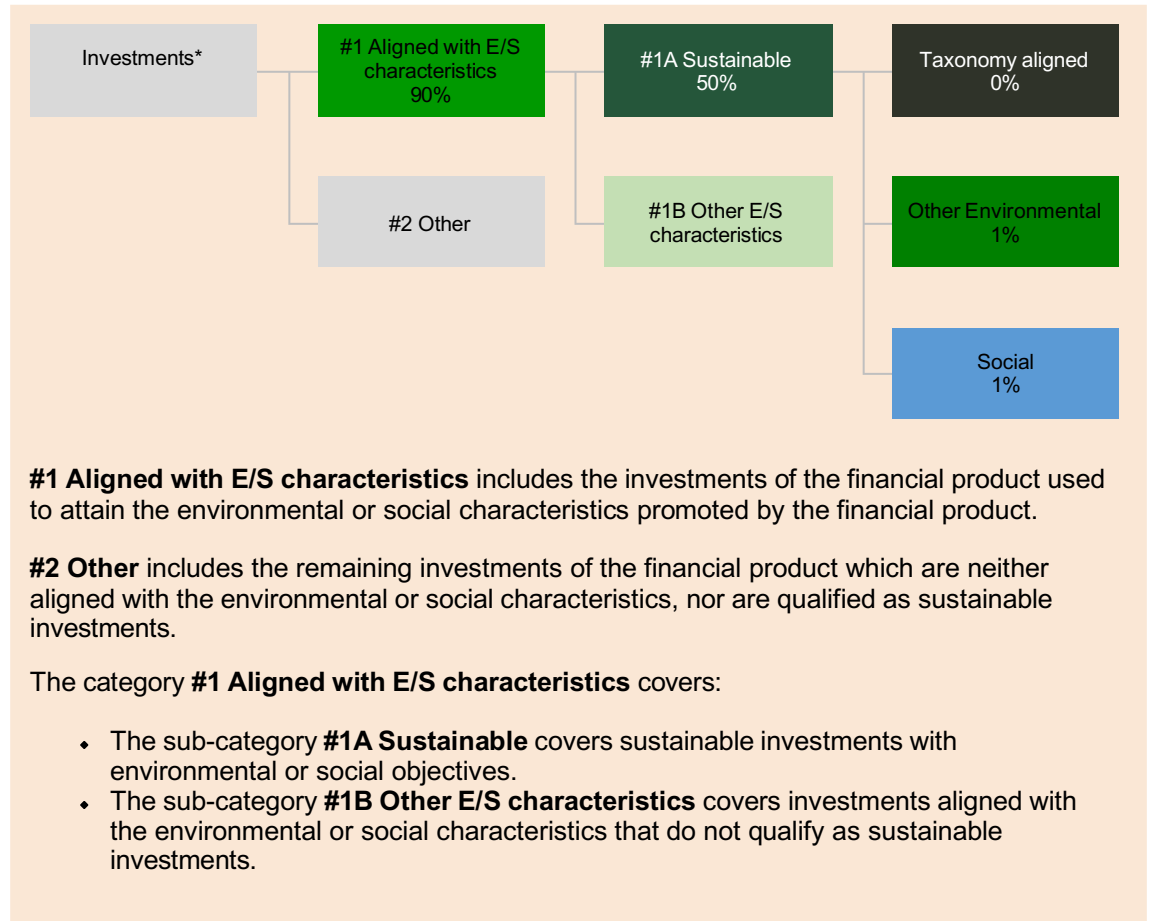 Investments*
#1 Aligned with E/S
characteristics
90%
#1A Sustainable
50%
Taxonomy aligned
0%
#2 Other
#1B Other E/S
characteristics
Other Environmental
1%
Social
1%
#1 Aligned with E/S characteristics includes the investments of the financial product used
to attain the environmental or social characteristics promoted by the financial product.
#2 Other includes the remaining investments of the financial product which are neither
aligned with the environmental or social characteristics, nor are qualified as sustainable
investments.
The category #1 Aligned with E/S characteristics covers:
⬥ The sub-category #1A Sustainable covers sustainable investments with
environmental or social objectives.
⬥ The sub-category #1B Other E/S characteristics covers investments aligned with
the environmental or social characteristics that do not qualify as sustainable
investments.